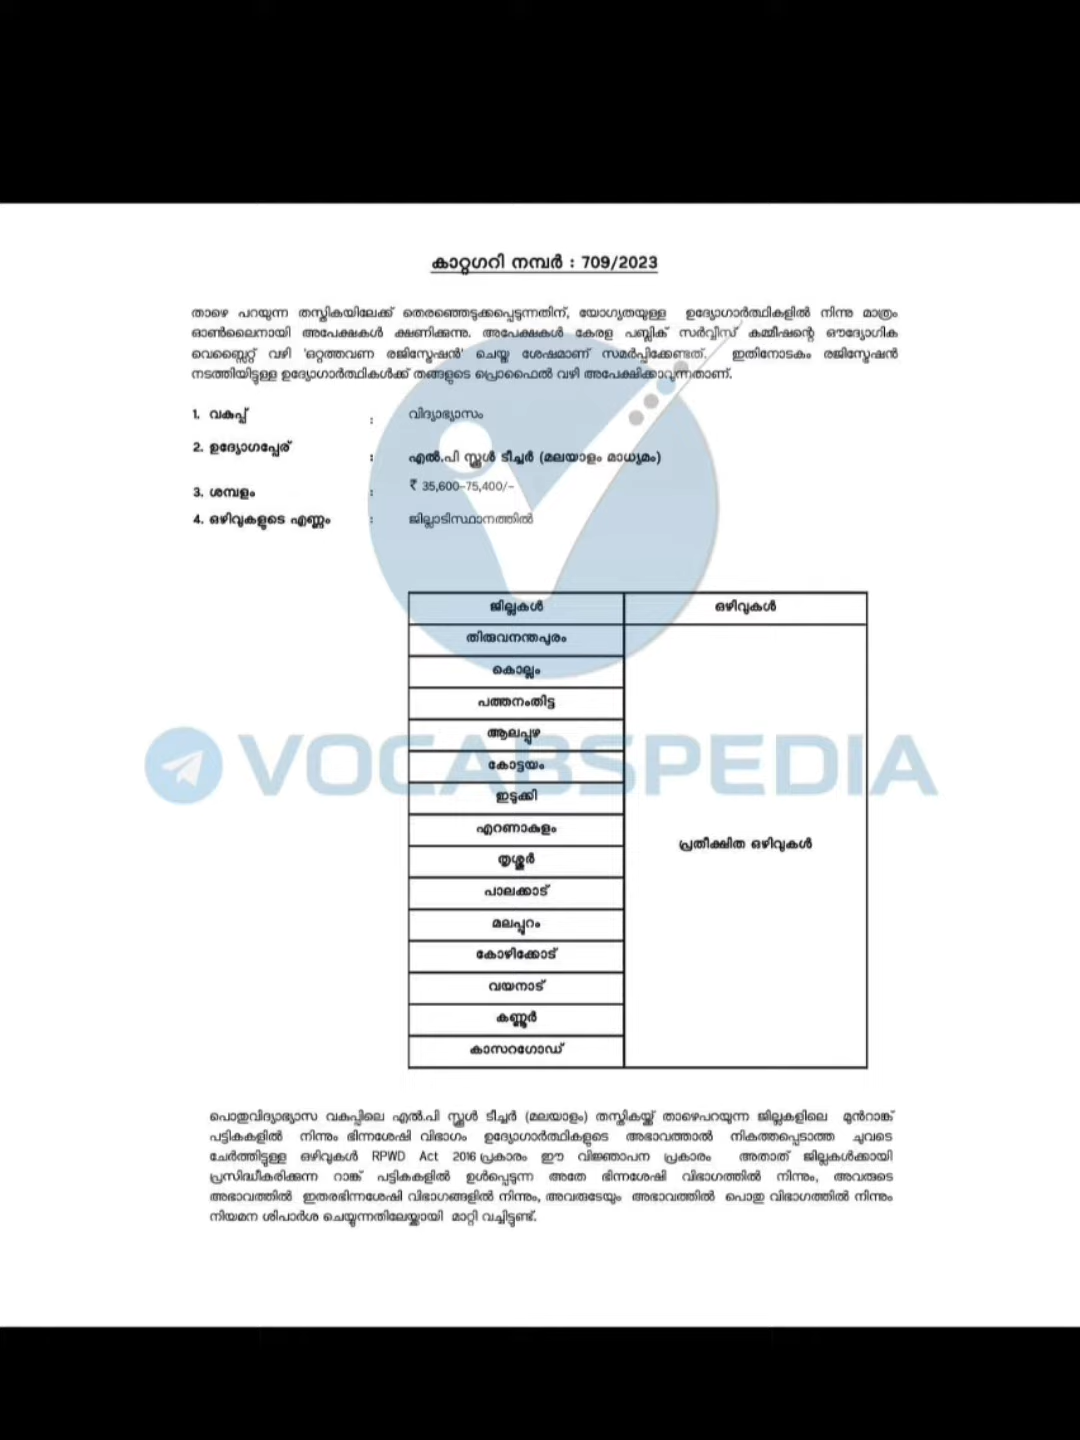 കാറ്റഗറി നമ്പർ : 709/2023
താഴെ പറയുന്ന തസ്തികയിലേക്ക് തെരഞ്ഞെടുക്കപ്പെടുന്നതിന്, യോഗ്യതയുള്ള ഉദ്യോഗാർത്ഥികളിൽ നിന്നു മാത്രം
ഓൺലൈനായി അപേക്ഷകൾ ക്ഷണിക്കുന്നു. അപേക്ഷകൾ കേരള പബ്ലിക് സർവ്വീസ് കമ്മീഷന്റെ ഔദ്യോഗിക
വെബ്സൈറ്റ് വഴി 'ഒറ്റത്തവണ രജിസ്ട്രേഷൻ' ചെയ്ത ശേഷമാണ് സമർപ്പിക്കേണ്ടത്. ഇതിനോടകം രജിസ്ട്രേഷൻ
നടത്തിയിട്ടുള്ള ഉദ്യോഗാർത്ഥികൾക്ക് തങ്ങളുടെ പ്രൊഫൈൽ വഴി അപേക്ഷിക്കാവുന്നതാണ്.
1. വകുപ്പ് : വിദ്യാഭ്യാസം
2. ഉദ്യോഗപ്പേര് : എൽ.പി സ്കൂൾ ടീച്ചർ (മലയാളം മാധ്യമം)
3. ശമ്പളം : ₹ 35,600–75,400/-
4. ഒഴിവുകളുടെ എണ്ണം : ജില്ലാടിസ്ഥാനത്തിൽ
ജില്ലകൾ ഒഴിവുകൾ
തിരുവനന്തപുരം
കൊല്ലം
പത്തനംതിട്ട
ആലപ്പുഴ
VOCABSPEDIA
കോട്ടയം
ഇടുക്കി
എറണാകുളം
പ്രതീക്ഷിത ഒഴിവുകൾ
തൃശ്ശൂർ
പാലക്കാട്
മലപ്പുറം
കോഴിക്കോട്
വയനാട്
കണ്ണൂർ
കാസറഗോഡ്
പൊതുവിദ്യാഭ്യാസ വകുപ്പിലെ എൽ.പി സ്കൂൾ ടീച്ചർ (മലയാളം) തസ്തികയ്ക്ക് താഴെപറയുന്ന ജില്ലകളിലെ മുൻറാങ്ക്
പട്ടികകളിൽ നിന്നും ഭിന്നശേഷി വിഭാഗം ഉദ്യോഗാർത്ഥികളുടെ അഭാവത്താൽ നികത്തപ്പെടാത്ത ചുവടെ
ചേർത്തിട്ടുള്ള ഒഴിവുകൾ RPWD Act 2016 പ്രകാരം ഈ വിജ്ഞാപന പ്രകാരം അതാത് ജില്ലകൾക്കായി
പ്രസിദ്ധീകരിക്കുന്ന റാങ്ക് പട്ടികകളിൽ ഉൾപ്പെടുന്ന അതേ ഭിന്നശേഷി വിഭാഗത്തിൽ നിന്നും, അവരുടെ
അഭാവത്തിൽ ഇതരഭിന്നശേഷി വിഭാഗങ്ങളിൽ നിന്നും, അവരുടേയും അഭാവത്തിൽ പൊതു വിഭാഗത്തിൽ നിന്നും
നിയമന ശിപാർശ ചെയ്യുന്നതിലേയ്ക്കായി മാറ്റി വച്ചിട്ടുണ്ട്.